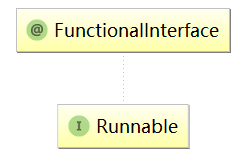 @ FunctionalInterface
I Runnable